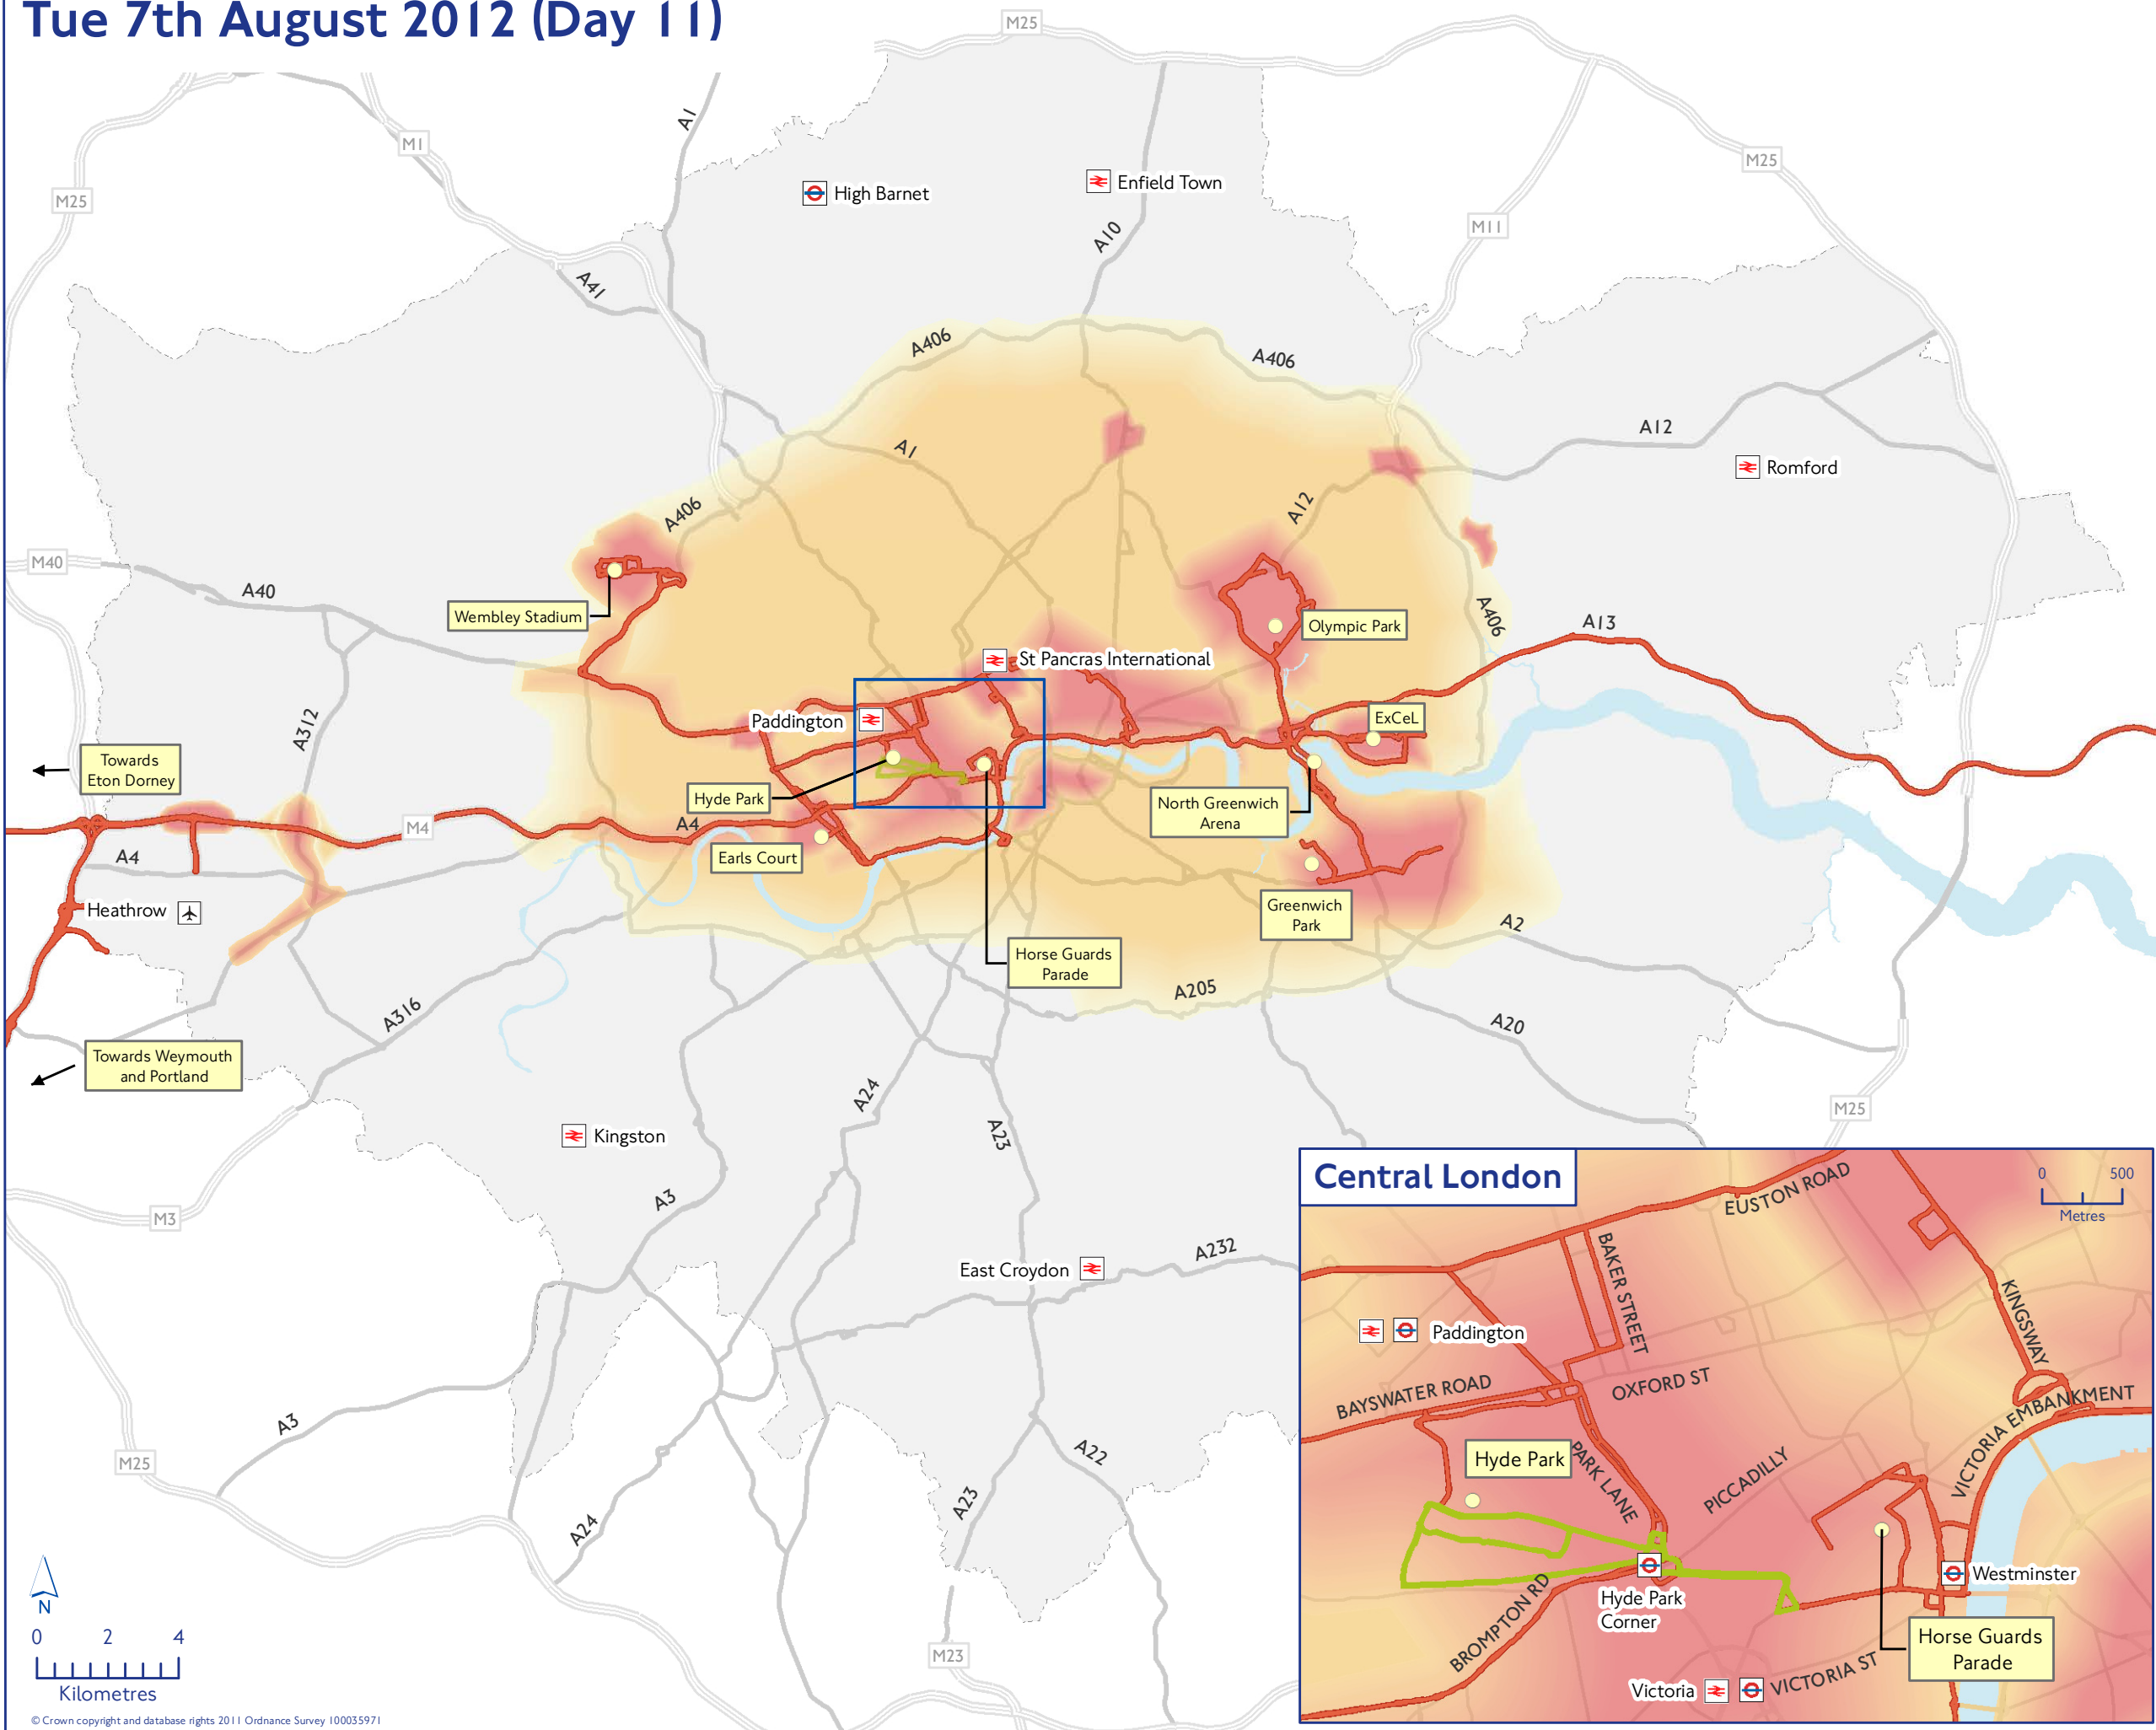 Tue 7th August 2012 (Day 11)
M25
A1
M1
M25
High Barnet
Enfield Town
M25
M11
A10
A41
A406
A406
A1
A12
Romford
A406
A12
M40
A40
Wembley Stadium
Olympic Park
A406
A13
St Pancras International
Paddington
ExCeL
A312
Towards
Eton Dorney
Hyde Park
North Greenwich
Arena
M4
A4
A4
Earls Court
Heathrow
Greenwich
Park
A2
Horse Guards
Parade
A205
A316
A20
Towards Weymouth
and Portland
A24
M25
A23
Kingston
A3
M3
East Croydon
A232
A3
M25
A22
A23
A24
M23
N
0 2 4
Kilometres
© Crown copyright and database rights 2011 Ordnance Survey 100035971
Central London
0 500
Metres
EUSTON ROAD
BAKER STREET
KINGSWAY
Paddington
OXFORD ST
BAYSWATER ROAD
VICTORIA EMBANKMENT
Hyde Park
PARK LANE
PICCADILLY
Westminster
Hyde Park
Corner
BROMPTON RD
Horse Guards
Parade
Victoria
VICTORIA ST